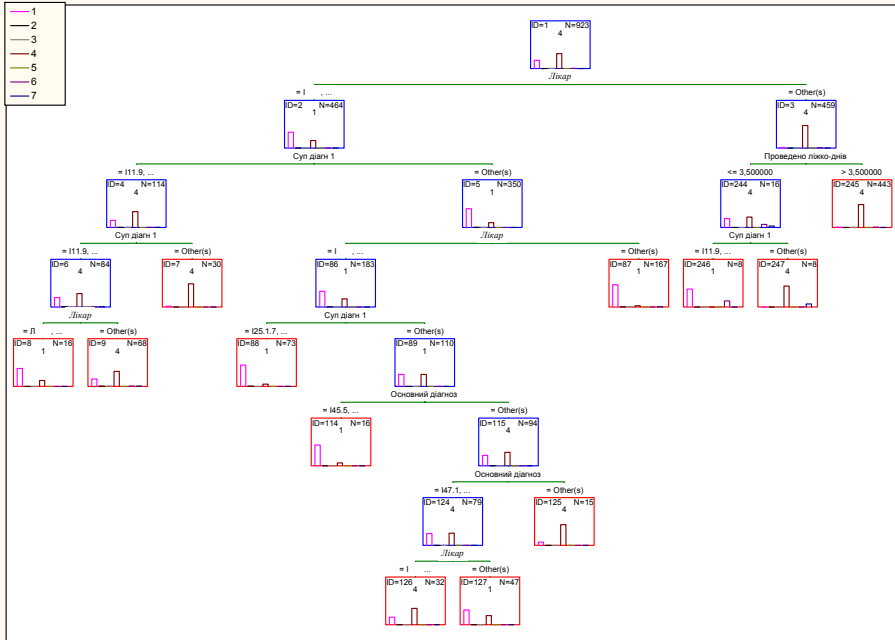 1
2
3
4
5
6
7
ID=1 N=923
4
Лікар
= І , ...
= Other(s)
ID=2 N=464
1
ID=3 N=459
4
Суп діагн 1
Проведено ліжко-днів
= I11.9, ...
= Other(s)
<= 3,500000
> 3,500000
ID=4 N=114
4
ID=5 N=350
1
ID=244 N=16
4
ID=245 N=443
4
Суп діагн 1
Лікар
Суп діагн 1
= I11.9, ...
= Other(s)
= І , ...
= Other(s)
= I11.9, ...
= Other(s)
ID=6 N=84
4
ID=7 N=30
4
ID=86 N=183
1
ID=87 N=167
1
ID=246 N=8
1
ID=247 N=8
4
Лікар
Суп діагн 1
= Л , ...
= Other(s)
= I25.1.7, ...
= Other(s)
ID=8 N=16
1
ID=9 N=68
4
ID=88 N=73
1
ID=89 N=110
1
Основний діагноз
= I45.5, ...
= Other(s)
ID=114 N=16
1
ID=115 N=94
4
Основний діагноз
= I47.1, ...
= Other(s)
ID=124 N=79
4
ID=125 N=15
4
Лікар
= І ...
= Other(s)
ID=126 N=32
4
ID=127 N=47
1